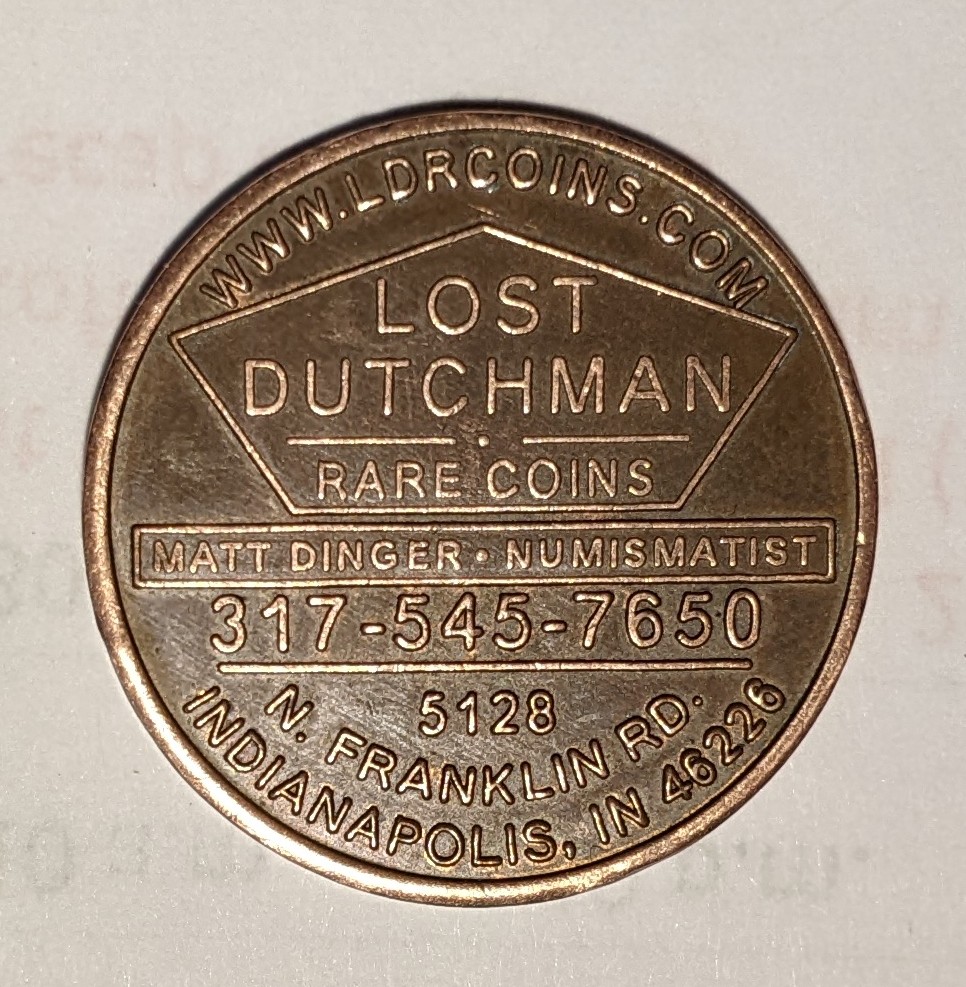 WWW.LDRCOINS.COM
LOST
DUTCHMAN
RARE COINS
MATT DINGER • NUMISMATIST
317-545-7650
5128
N. FRANKLIN RD.
INDIANAPOLIS, IN 46226